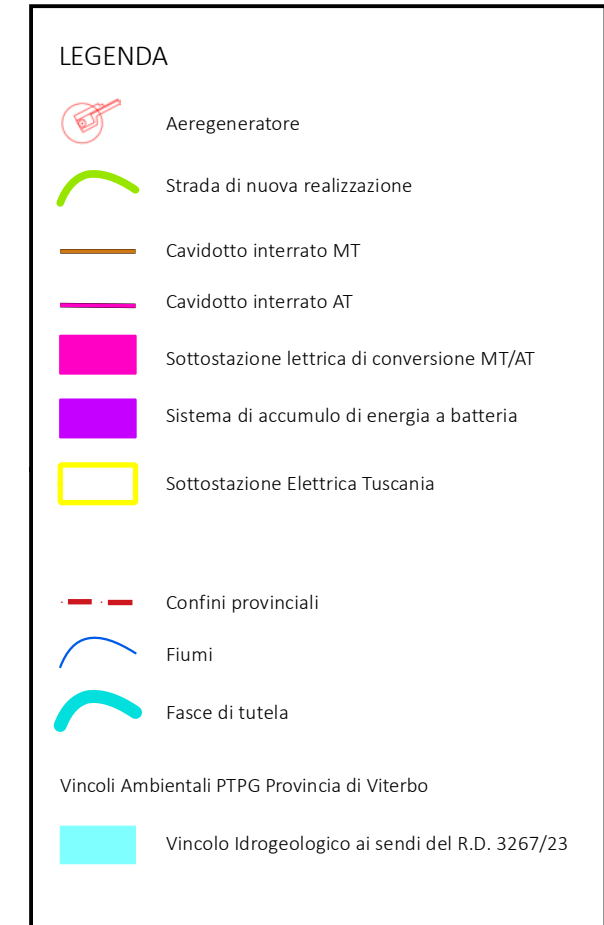 LEGENDA
Aeregeneratore
Strada di nuova realizzazione
Cavidotto interrato MT
Cavidotto interrato AT
Sottostazione lettrica di conversione MT/AT
Sistema di accumulo di energia a batteria
Sottostazione Elettrica Tuscania
Confini provinciali
Fiumi
Fasce di tutela
Vincoli Ambientali PTPG Provincia di Viterbo
Vincolo Idrogeologico ai sendi del R.D. 3267/23